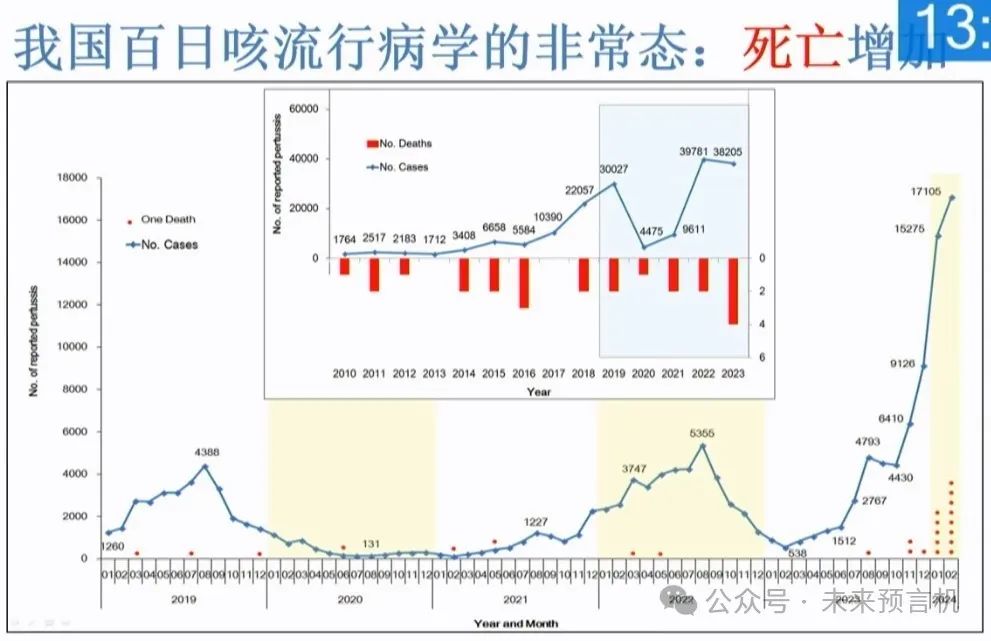 我国百日咳流行病学的非常态：死亡增加
13:
60000
40000
20000
0
No. of reported pertussis
No. Deaths
No. Cases
1764 2517 2183 1712 3408 6658 5584 10390 22057 30027 4475 9611 39781 38205
0
2
4
6
2010 2011 2012 2013 2014 2015 2016 2017 2018 2019 2020 2021 2022 2023
Year
18000
16000
14000
12000
10000
8000
6000
4000
2000
0
No. of reported pertussis
One Death
No. Cases
1260
4388
131
1227
3747
5355
538
1512
2767
4793
4430
6410
9126
15275
17105
01 02 03 04 05 06 07 08 09 10 11 12 01 02 03 04 05 06 07 08 09 10 11 12 01 02 03 04 05 06 07 08 09 10 11 12 01 02 03 04 05 06 07 08 09 10 11 12 01 02 03 04 05 06 07 08 09 10 11 12 01 02
2019 2020 2021 2022 2023 2024
Year and Month
公众号 · 未来预言机